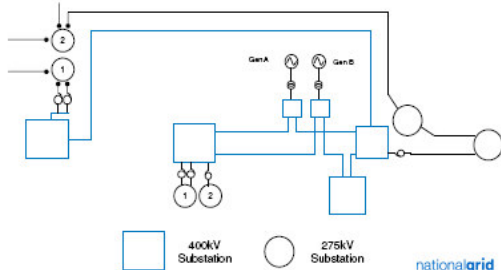 2
1
Gen A
Gen B
1
2
400kV
Substation
275kV
Substation
nationalgrid